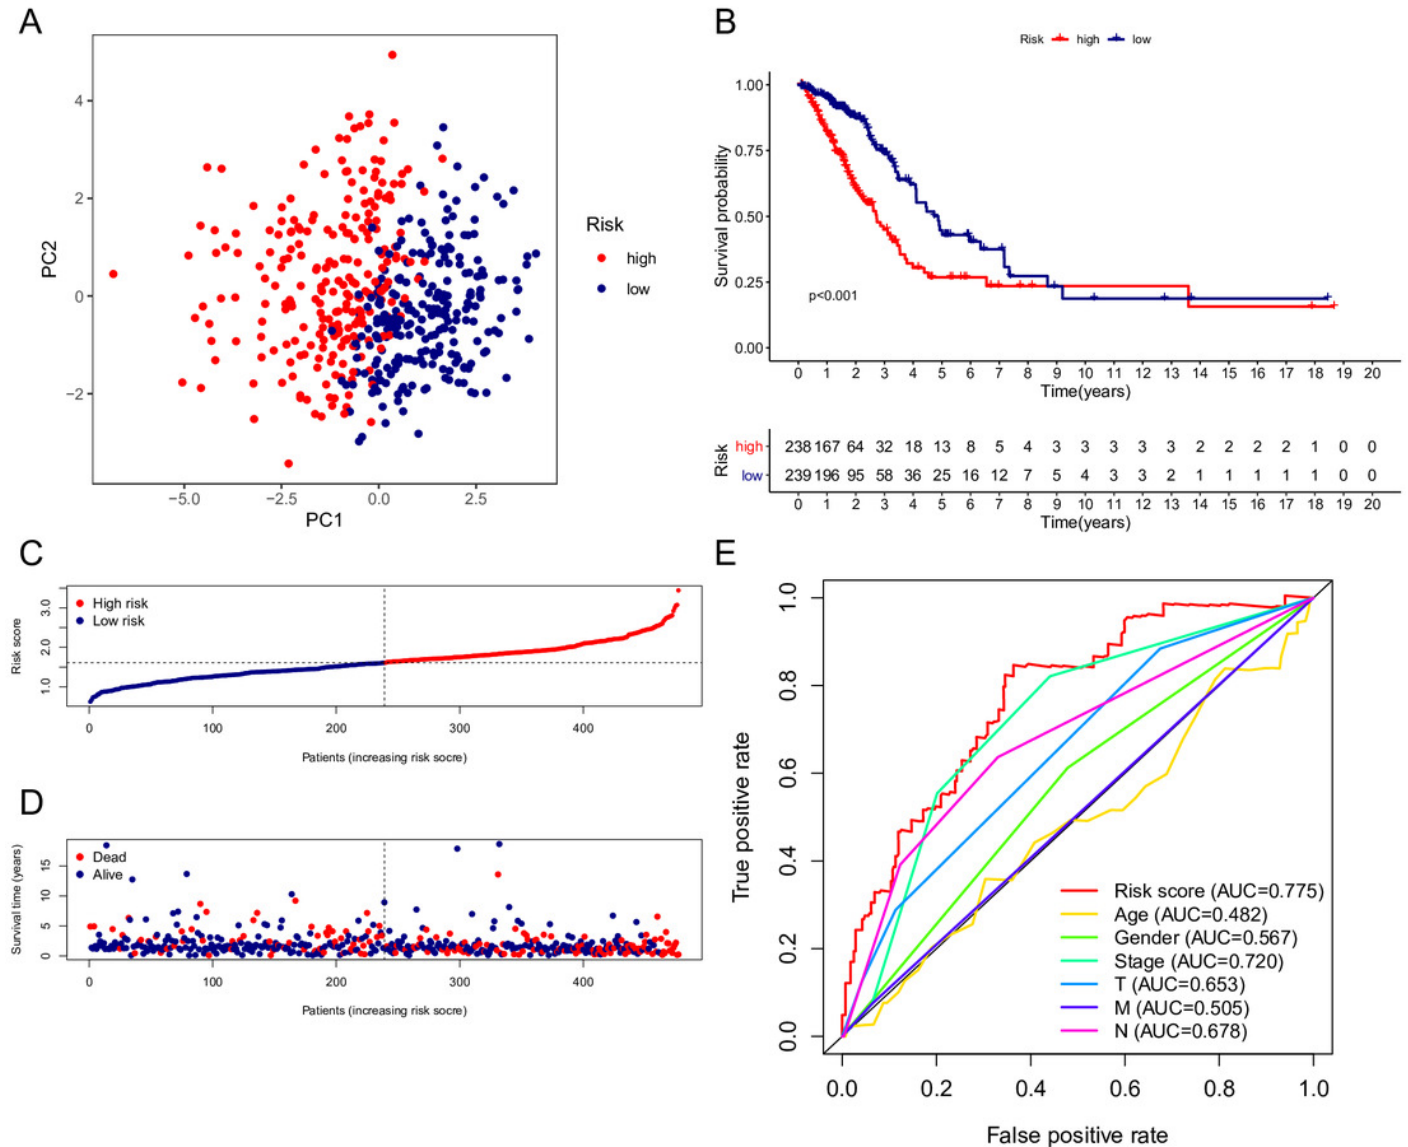 A
4
2
0
−2
PC2
−5.0 −2.5 0.0 2.5
PC1
Risk
high
low
B
Risk high low
1.00
0.75
0.50
0.25
0.00
Survival probability
p<0.001
0 1 2 3 4 5 6 7 8 9 10 11 12 13 14 15 16 17 18 19 20
Time(years)
Risk
high 238 167 64 32 18 13 8 5 4 3 3 3 3 3 2 2 2 2 1 0 0
low 239 196 95 58 36 25 16 12 7 5 4 3 3 2 1 1 1 1 1 0 0
0 1 2 3 4 5 6 7 8 9 10 11 12 13 14 15 16 17 18 19 20
Time(years)
C
High risk
Low risk
Risk score
3.0
2.0
1.0
0 100 200 300 400
Patients (increasing risk socre)
D
Dead
Alive
Survival time (years)
15
10
5
0
0 100 200 300 400
Patients (increasing risk socre)
E
1.0
0.8
0.6
0.4
0.2
0.0
True positive rate
Risk score (AUC=0.775)
Age (AUC=0.482)
Gender (AUC=0.567)
Stage (AUC=0.720)
T (AUC=0.653)
M (AUC=0.505)
N (AUC=0.678)
0.0 0.2 0.4 0.6 0.8 1.0
False positive rate